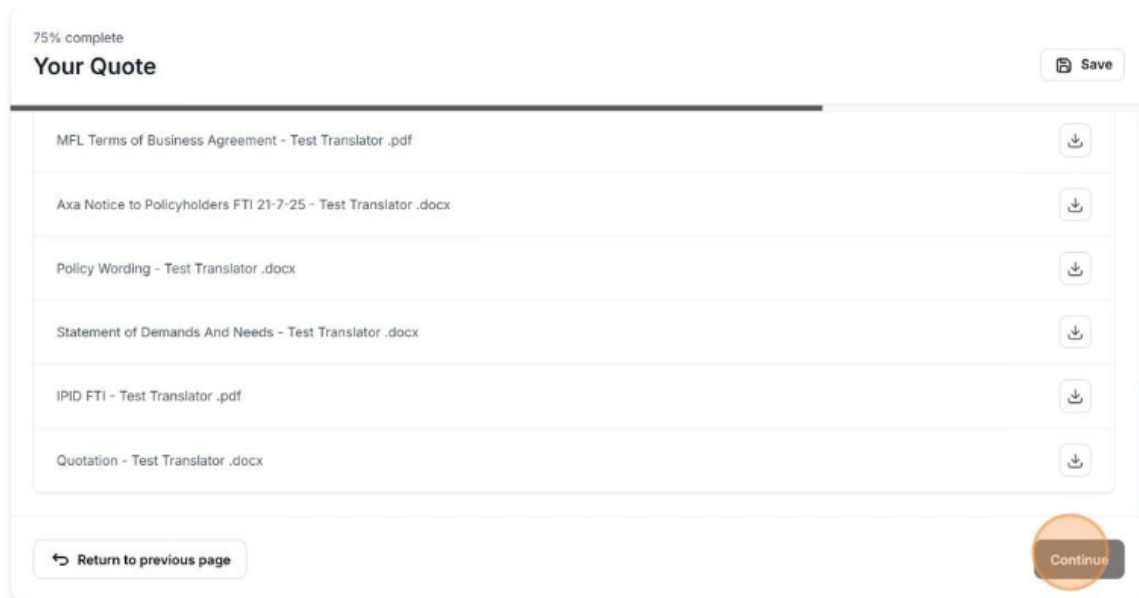 75% complete
Your Quote
Save
MFL Terms of Business Agreement - Test Translator .pdf
Axa Notice to Policyholders FTI 21-7-25 - Test Translator .docx
Policy Wording - Test Translator .docx
Statement of Demands And Needs - Test Translator .docx
IPID FTI - Test Translator .pdf
Quotation - Test Translator .docx
Return to previous page
Continue